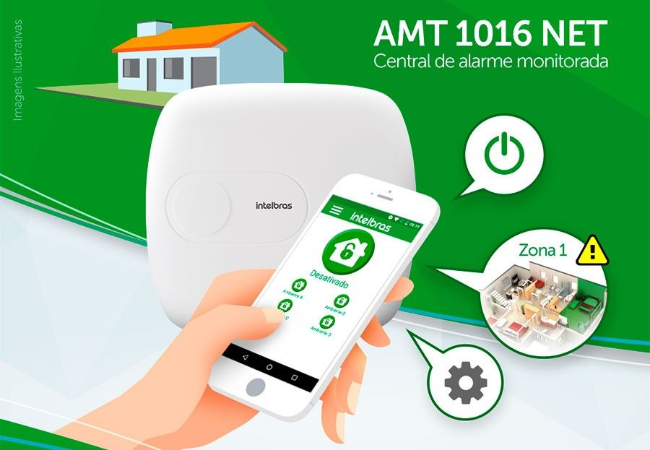 AMT 1016 NET
Central de alarme monitorada
Imagens Ilustrativas
intelbras
intelbras
Desativado
Zona 1